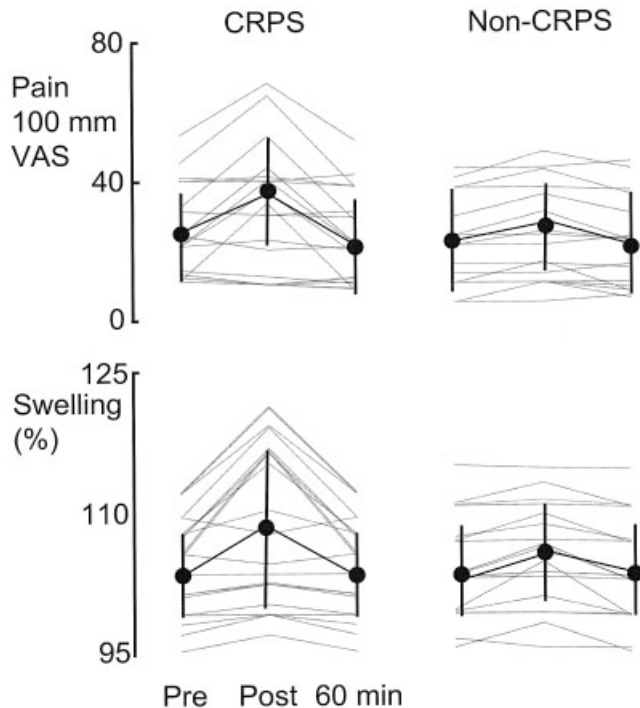 CRPS
Non-CRPS
80
Pain
100 mm
VAS
40
0
125
Swelling
(%)
110
95
Pre
Post
60 min